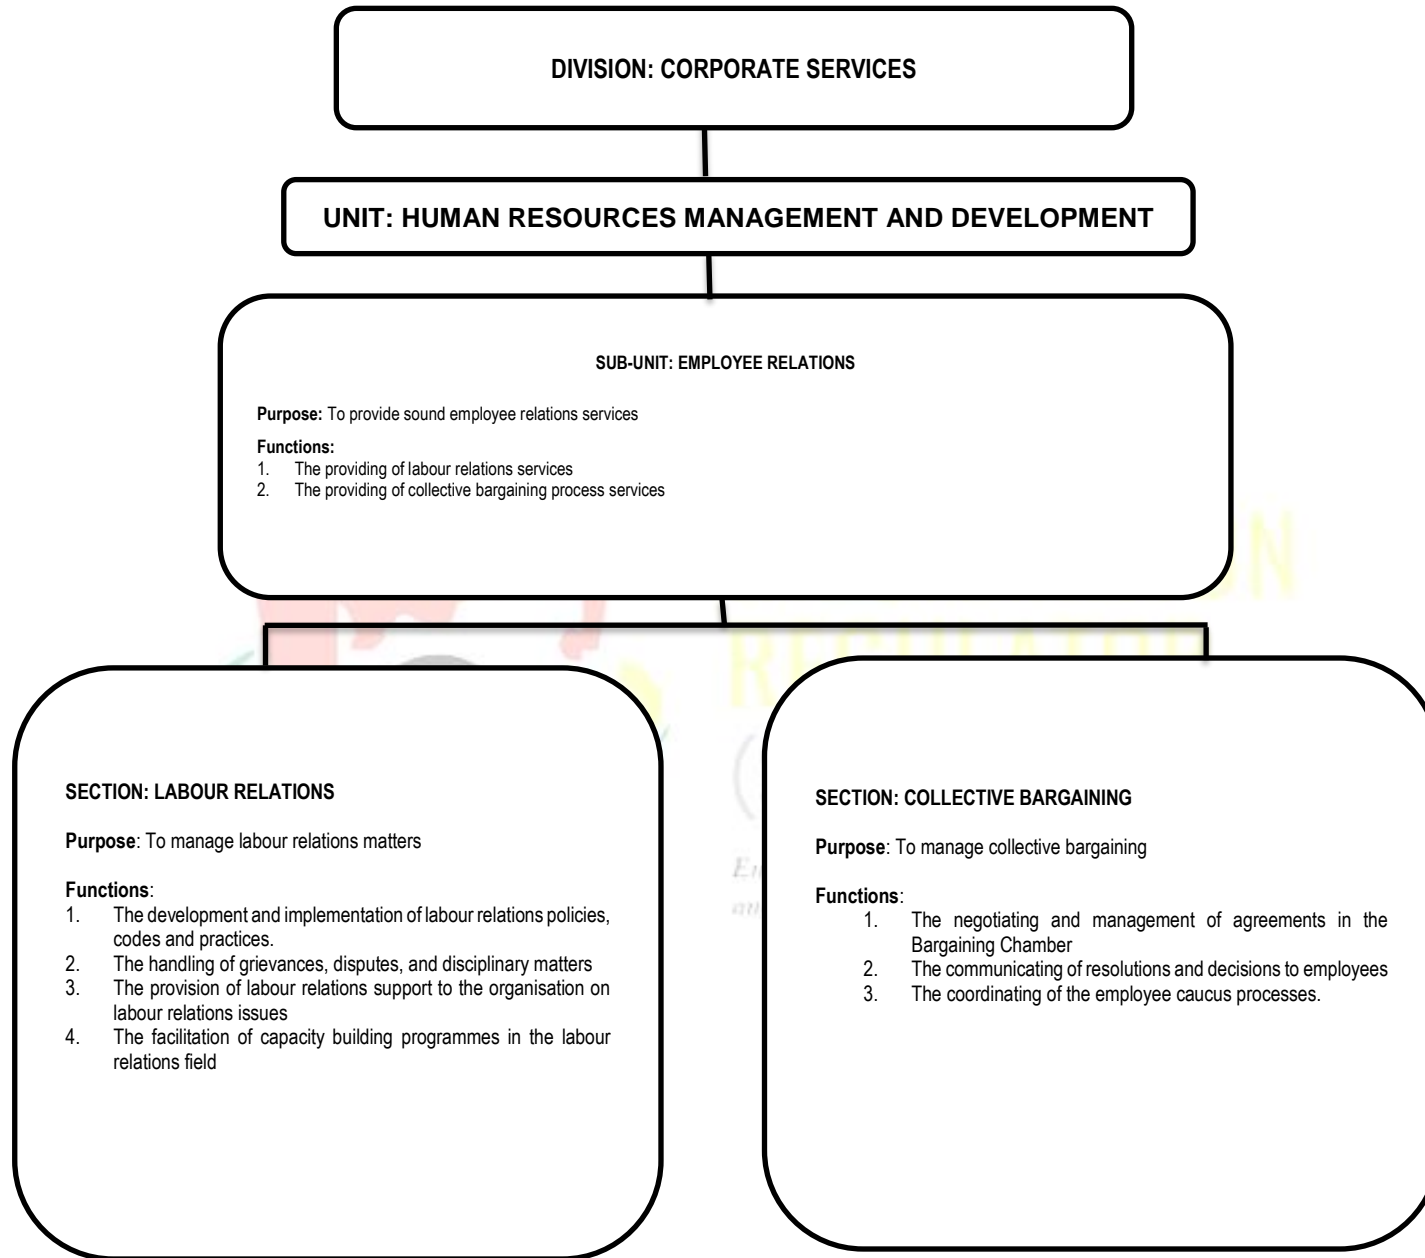 DIVISION: CORPORATE SERVICES
UNIT: HUMAN RESOURCES MANAGEMENT AND DEVELOPMENT
SUB-UNIT: EMPLOYEE RELATIONS
Purpose: To provide sound employee relations services
Functions:
1. The providing of labour relations services
2. The providing of collective bargaining process services
SECTION: LABOUR RELATIONS
Purpose: To manage labour relations matters
Functions:
1. The development and implementation of labour relations policies,
codes and practices.
2. The handling of grievances, disputes, and disciplinary matters
3. The provision of labour relations support to the organisation on
labour relations issues
4. The facilitation of capacity building programmes in the labour
relations field
SECTION: COLLECTIVE BARGAINING
Purpose: To manage collective bargaining
Functions:
1. The negotiating and management of agreements in the
Bargaining Chamber
2. The communicating of resolutions and decisions to employees
3. The coordinating of the employee caucus processes.